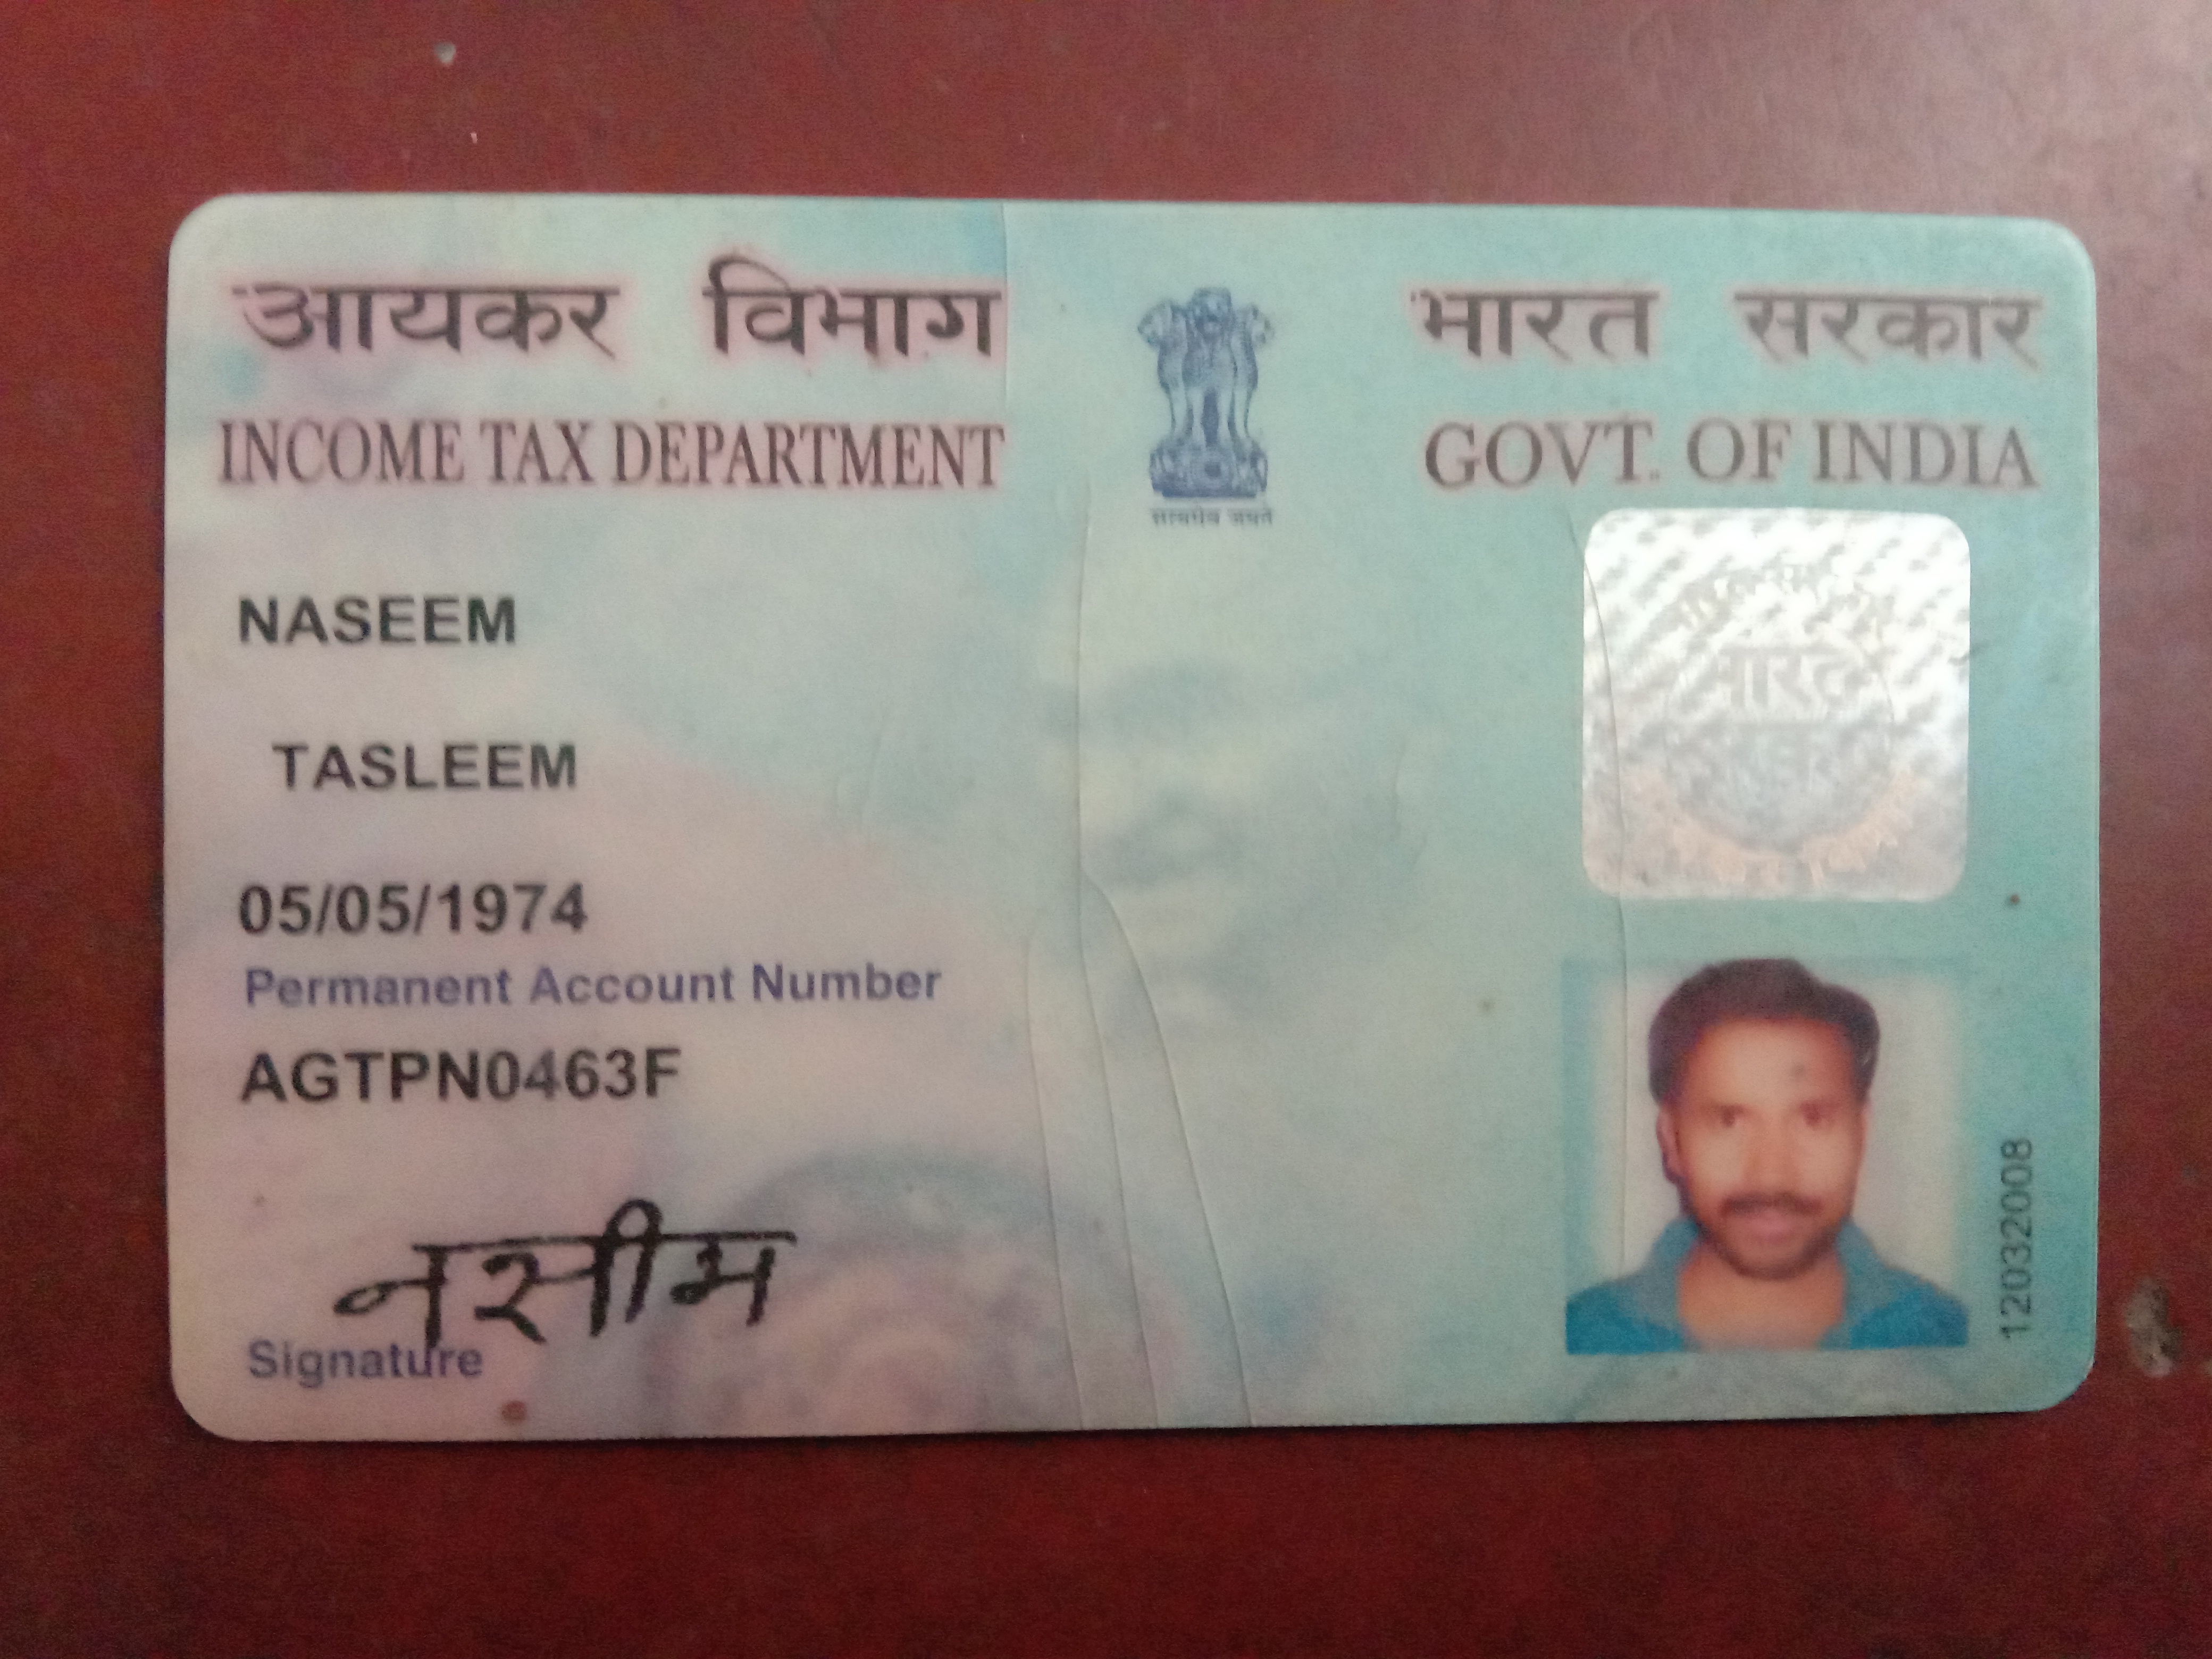 आयकर विभाग
INCOME TAX DEPARTMENT
भारत सरकार
GOVT. OF INDIA
सत्यमेव जयते
NASEEM
TASLEEM
05/05/1974
Permanent Account Number
AGTPN0463F
नसीम
Signature
भारत
12032008